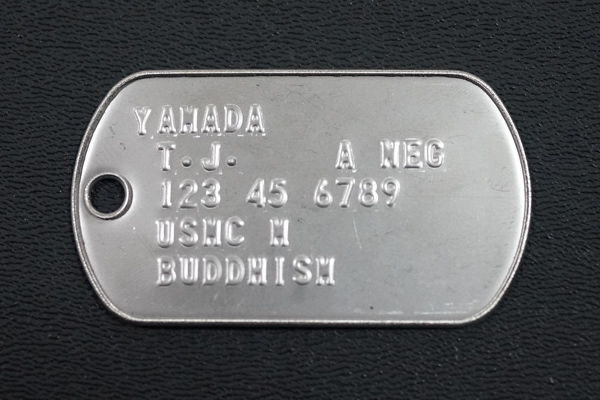 YAMADA
T.J. A NEG
123 45 6789
USMC M
BUDDHISM